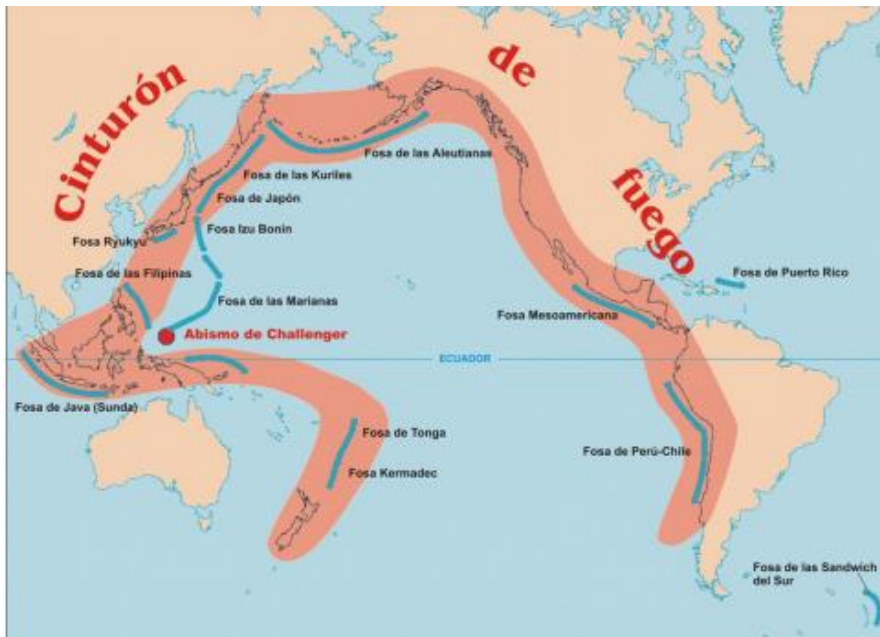 Cinturón
de
fuego
Fosa de las Aleutianas
Fosa de las Kuriles
Fosa de Japón
Fosa Izu Bonin
Fosa Ryukyu
Fosa de las Filipinas
Fosa de Puerto Rico
Fosa de las Marianas
Fosa Mesoamericana
Abismo de Challenger
ECUADOR
Fosa de Java (Sunda)
Fosa de Tonga
Fosa de Perú-Chile
Fosa Kermadec
Fosa de las Sandwich
del Sur